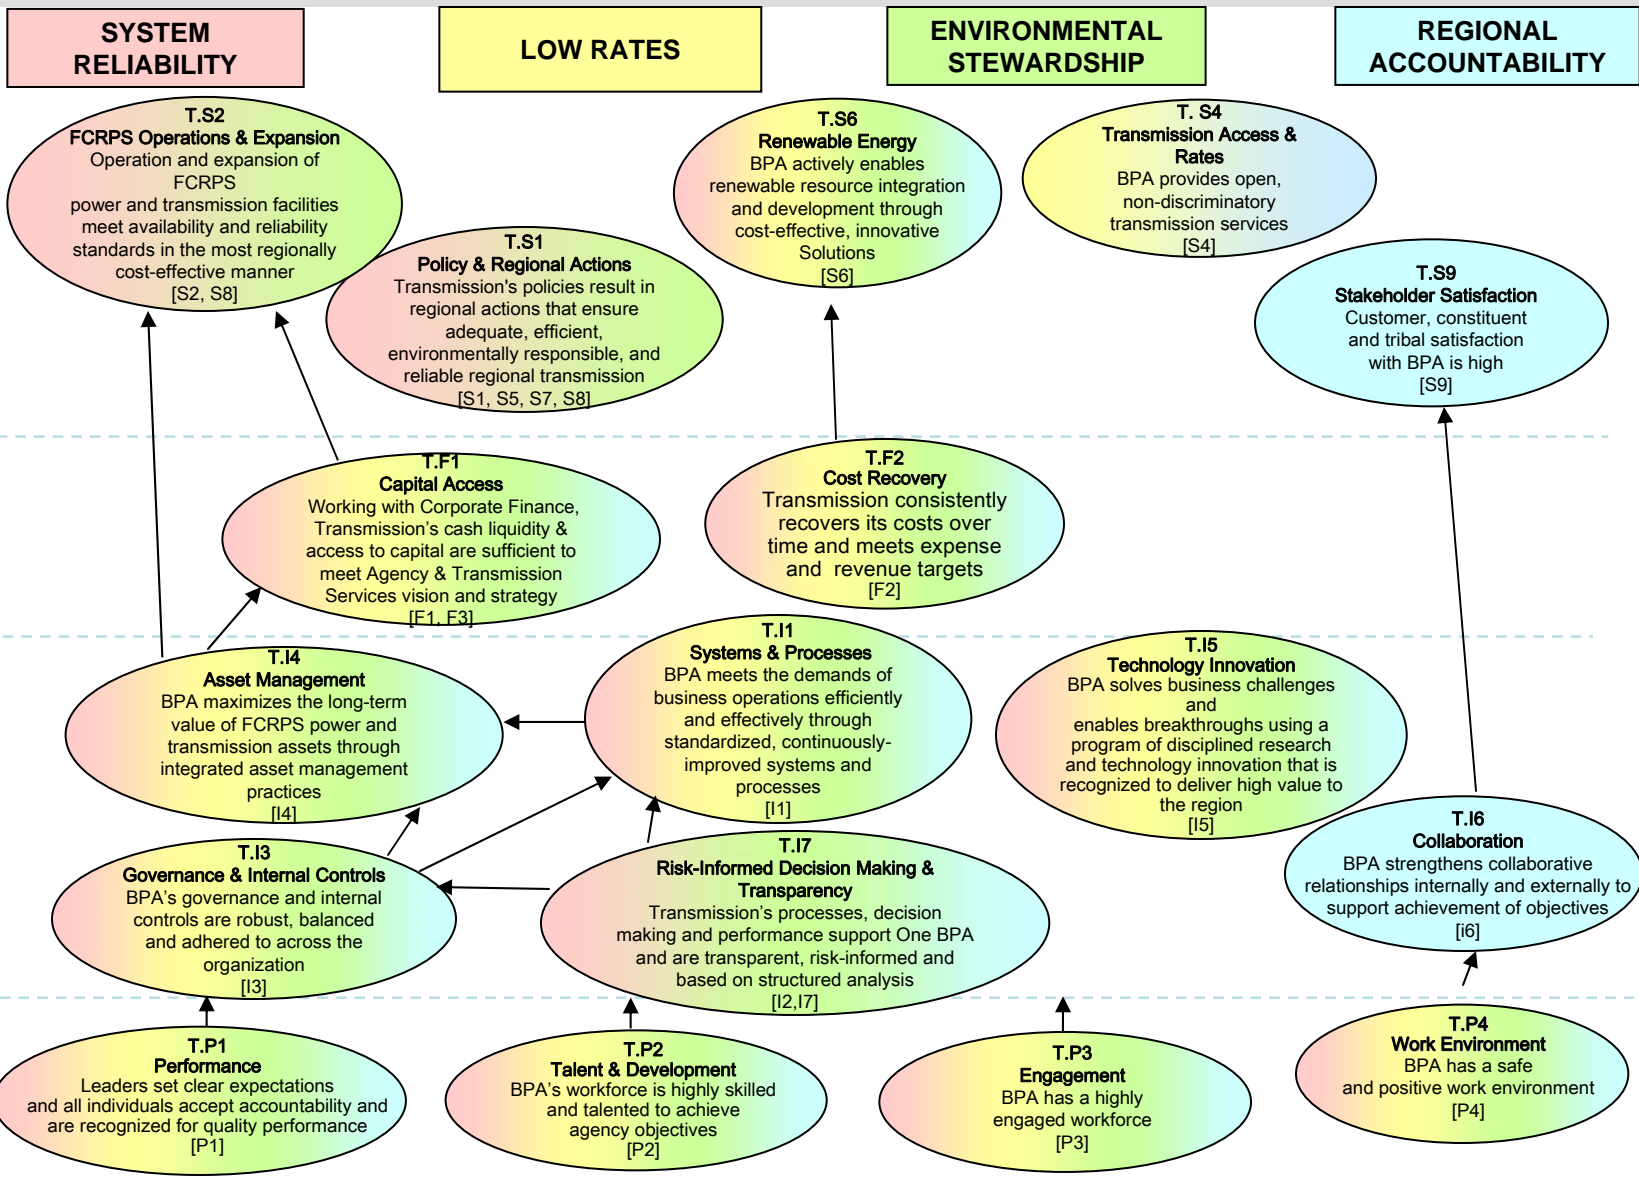 SYSTEM
RELIABILITY
LOW RATES
ENVIRONMENTAL
STEWARDSHIP
REGIONAL
ACCOUNTABILITY
T.S2
FCRPS Operations & Expansion
Operation and expansion of
FCRPS
power and transmission facilities
meet availability and reliability
standards in the most regionally
cost-effective manner
[S2, S8]
T.S1
Policy & Regional Actions
Transmission's policies result in
regional actions that ensure
adequate, efficient,
environmentally responsible, and
reliable regional transmission
[S1, S5, S7, S8]
T.S6
Renewable Energy
BPA actively enables
renewable resource integration
and development through
cost-effective, innovative
Solutions
[S6]
T. S4
Transmission Access &
Rates
BPA provides open,
non-discriminatory
transmission services
[S4]
T.S9
Stakeholder Satisfaction
Customer, constituent
and tribal satisfaction
with BPA is high
[S9]
T.F1
Capital Access
Working with Corporate Finance,
Transmission’s cash liquidity &
access to capital are sufficient to
meet Agency & Transmission
Services vision and strategy
[F1, F3]
T.F2
Cost Recovery
Transmission consistently
recovers its costs over
time and meets expense
and revenue targets
[F2]
T.I4
Asset Management
BPA maximizes the long-term
value of FCRPS power and
transmission assets through
integrated asset management
practices
[I4]
T.I1
Systems & Processes
BPA meets the demands of
business operations efficiently
and effectively through
standardized, continuously-
improved systems and
processes
[I1]
T.I5
Technology Innovation
BPA solves business challenges
and
enables breakthroughs using a
program of disciplined research
and technology innovation that is
recognized to deliver high value to
the region
[I5]
T.I6
Collaboration
BPA strengthens collaborative
relationships internally and externally to
support achievement of objectives
[i6]
T.I3
Governance & Internal Controls
BPA’s governance and internal
controls are robust, balanced
and adhered to across the
organization
[I3]
T.I7
Risk-Informed Decision Making &
Transparency
Transmission’s processes, decision
making and performance support One BPA
and are transparent, risk-informed and
based on structured analysis
[I2,I7]
T.P1
Performance
Leaders set clear expectations
and all individuals accept accountability and
are recognized for quality performance
[P1]
T.P2
Talent & Development
BPA’s workforce is highly skilled
and talented to achieve
agency objectives
[P2]
T.P3
Engagement
BPA has a highly
engaged workforce
[P3]
T.P4
Work Environment
BPA has a safe
and positive work environment
[P4]